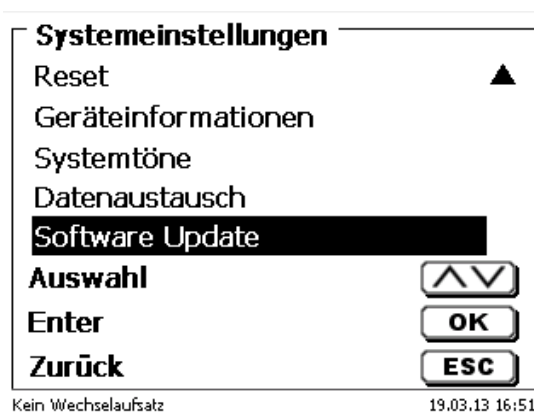 Systemeinstellungen
Reset
Geräteinformationen
Systemtöne
Datenaustausch
Software Update
Auswahl
Enter OK
Zurück ESC
Kein Wechselaufsatz 19.03.13 16:51